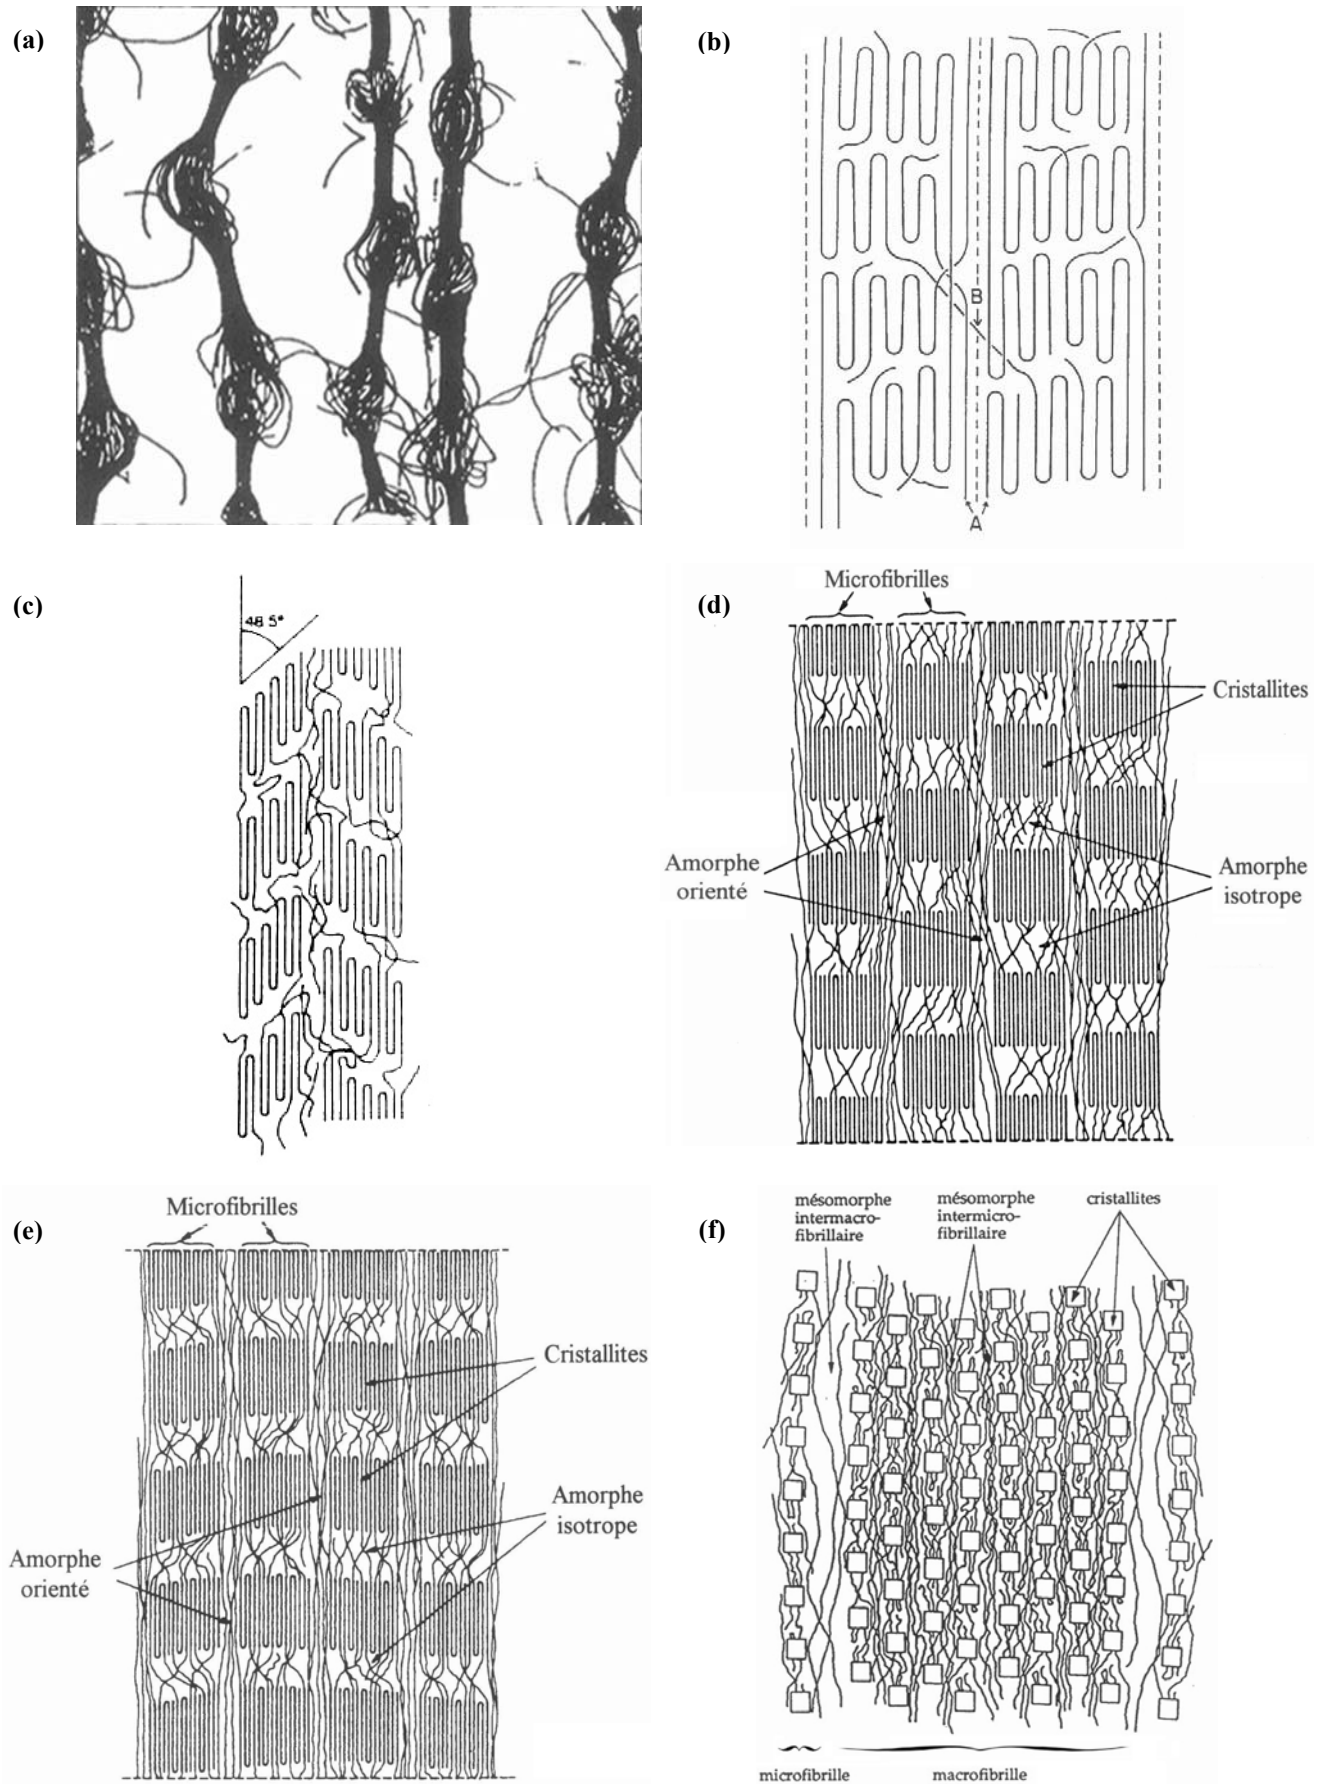 (a)
(b)
B
A
(c)
48 5°
(d)
Microfibrilles
Cristallites
Amorphe
orienté
Amorphe
isotrope
(e)
Microfibrilles
Cristallites
Amorphe
isotrope
Amorphe
orienté
(f)
mésomorphe
intermacro-
fibrillaire
mésomorphe
intermicro-
fibrillaire
cristallites
microfibrille
macrofibrille